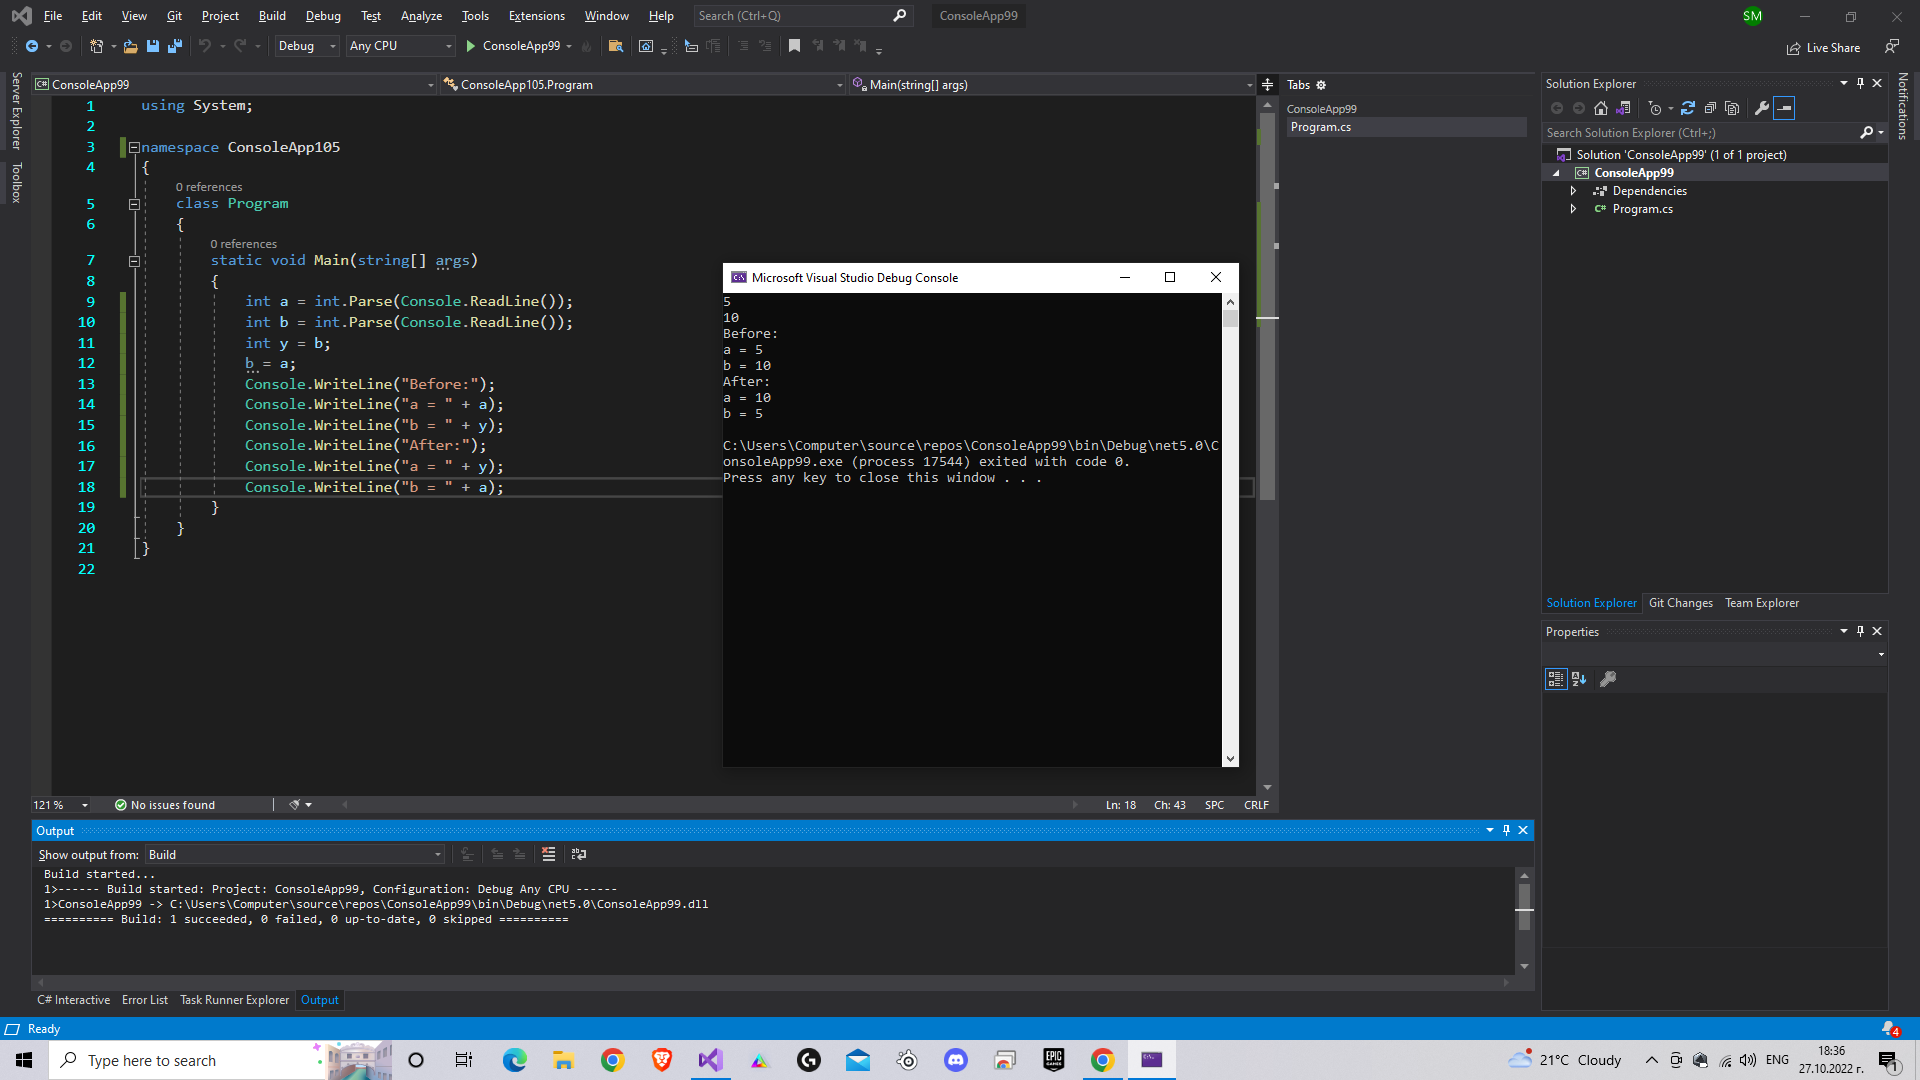 File Edit View Git Project Build Debug Test Analyze Tools Extensions Window Help Search (Ctrl+Q) ConsoleApp99 SM
Debug Any CPU ConsoleApp99 Live Share
Server Explorer
Toolbox
ConsoleApp99 ConsoleApp105.Program Main(string[] args)
1 using System;
2
3 namespace ConsoleApp105
4 {
0 references
5 class Program
6 {
0 references
7 static void Main(string[] args)
8 {
9 int a = int.Parse(Console.ReadLine());
10 int b = int.Parse(Console.ReadLine());
11 int y = b;
12 b = a;
13 Console.WriteLine("Before:");
14 Console.WriteLine("a = " + a);
15 Console.WriteLine("b = " + y);
16 Console.WriteLine("After:");
17 Console.WriteLine("a = " + y);
18 Console.WriteLine("b = " + a);
19 }
20 }
21 }
22
Microsoft Visual Studio Debug Console
5
10
Before:
a = 5
b = 10
After:
a = 10
b = 5
C:\Users\Computer\source\repos\ConsoleApp99\bin\Debug\net5.0\C
onsoleApp99.exe (process 17544) exited with code 0.
Press any key to close this window . . .
Tabs
ConsoleApp99
Program.cs
Solution Explorer
Search Solution Explorer (Ctrl+;)
Solution 'ConsoleApp99' (1 of 1 project)
ConsoleApp99
Dependencies
C# Program.cs
Notifications
Solution Explorer Git Changes Team Explorer
Properties
121 % No issues found Ln: 18 Ch: 43 SPC CRLF
Output
Show output from: Build
Build started...
1>------ Build started: Project: ConsoleApp99, Configuration: Debug Any CPU ------
1>ConsoleApp99 -> C:\Users\Computer\source\repos\ConsoleApp99\bin\Debug\net5.0\ConsoleApp99.dll
========== Build: 1 succeeded, 0 failed, 0 up-to-date, 0 skipped ==========
C# Interactive Error List Task Runner Explorer Output
Ready 4
Type here to search EPIC GAMES 21°C Cloudy ENG 18:36
27.10.2022 г. 1